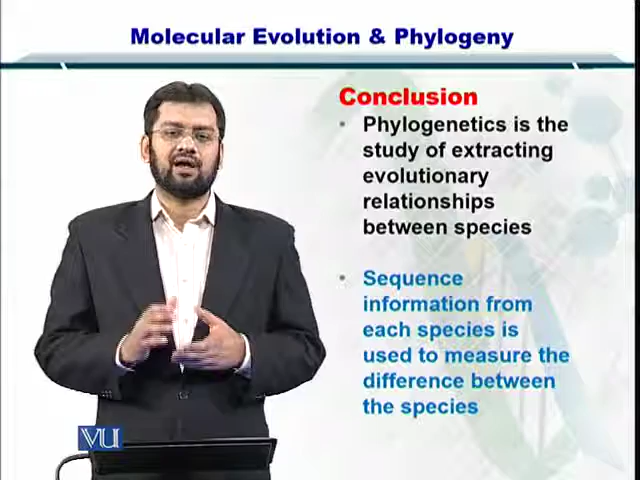 Molecular Evolution & Phylogeny
Conclusion
• Phylogenetics is the
study of extracting
evolutionary
relationships
between species
• Sequence
information from
each species is
used to measure the
difference between
the species
VU